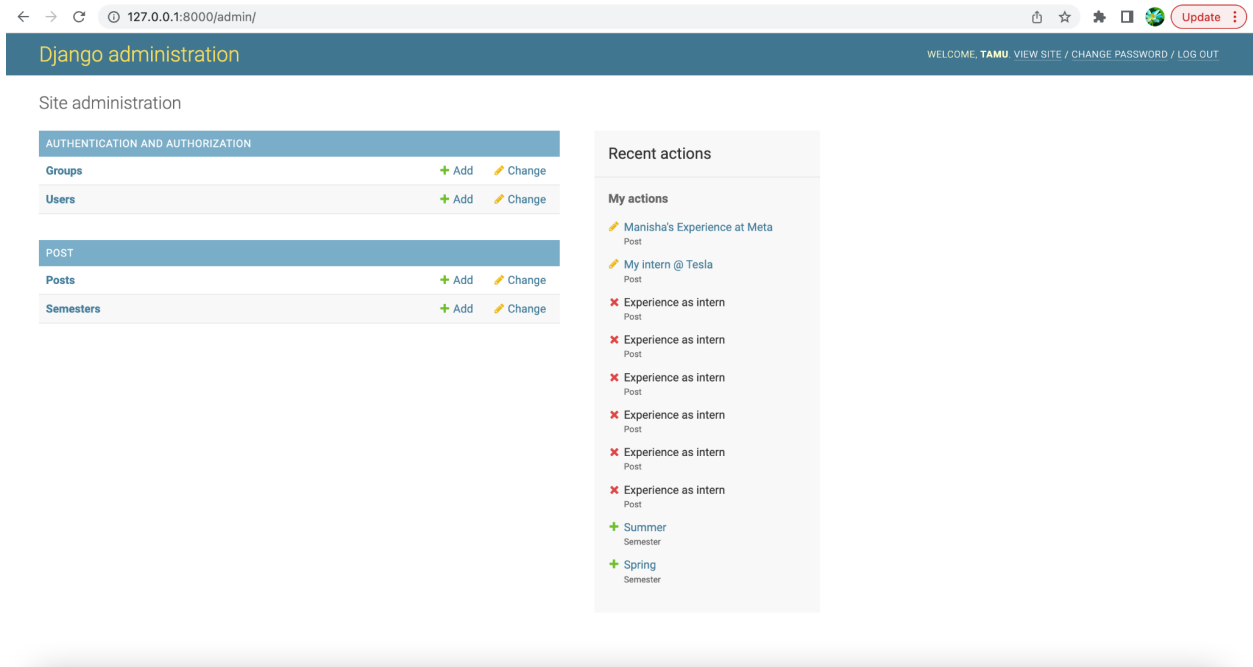 127.0.0.1:8000/admin/
Update
Django administration
WELCOME, TAMU. VIEW SITE / CHANGE PASSWORD / LOG OUT
Site administration
AUTHENTICATION AND AUTHORIZATION
Groups Add Change
Users Add Change
POST
Posts Add Change
Semesters Add Change
Recent actions
My actions
Manisha's Experience at Meta
Post
My intern @ Tesla
Post
Experience as intern
Post
Experience as intern
Post
Experience as intern
Post
Experience as intern
Post
Experience as intern
Post
Experience as intern
Post
Summer
Semester
Spring
Semester